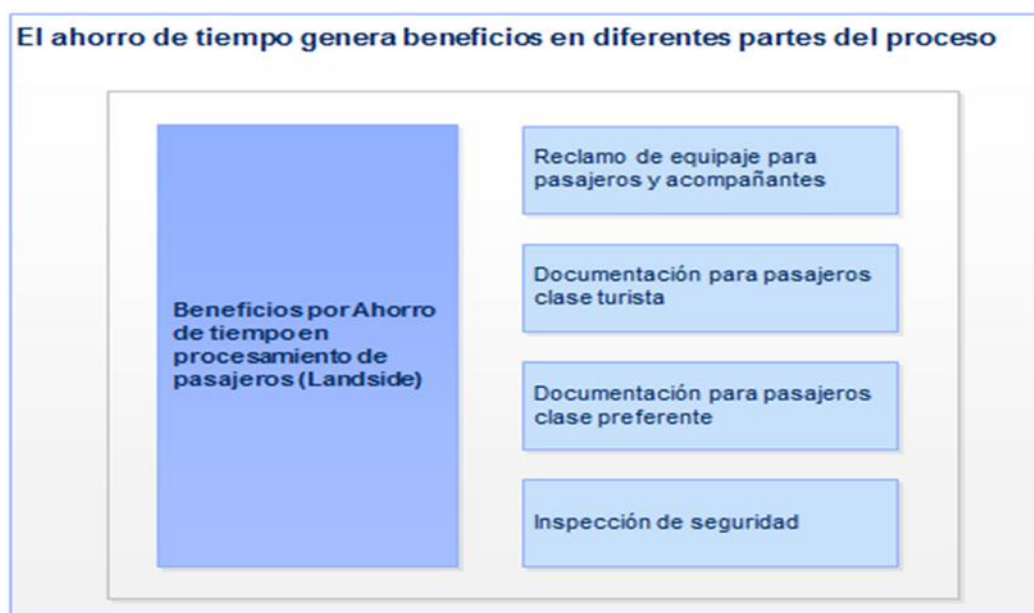 El ahorro de tiempo genera beneficios en diferentes partes del proceso
Beneficios por Ahorro
de tiempo en
procesamiento de
pasajeros (Landside)
Reclamo de equipaje para
pasajeros y acompañantes
Documentación para pasajeros
clase turista
Documentación para pasajeros
clase preferente
Inspección de seguridad